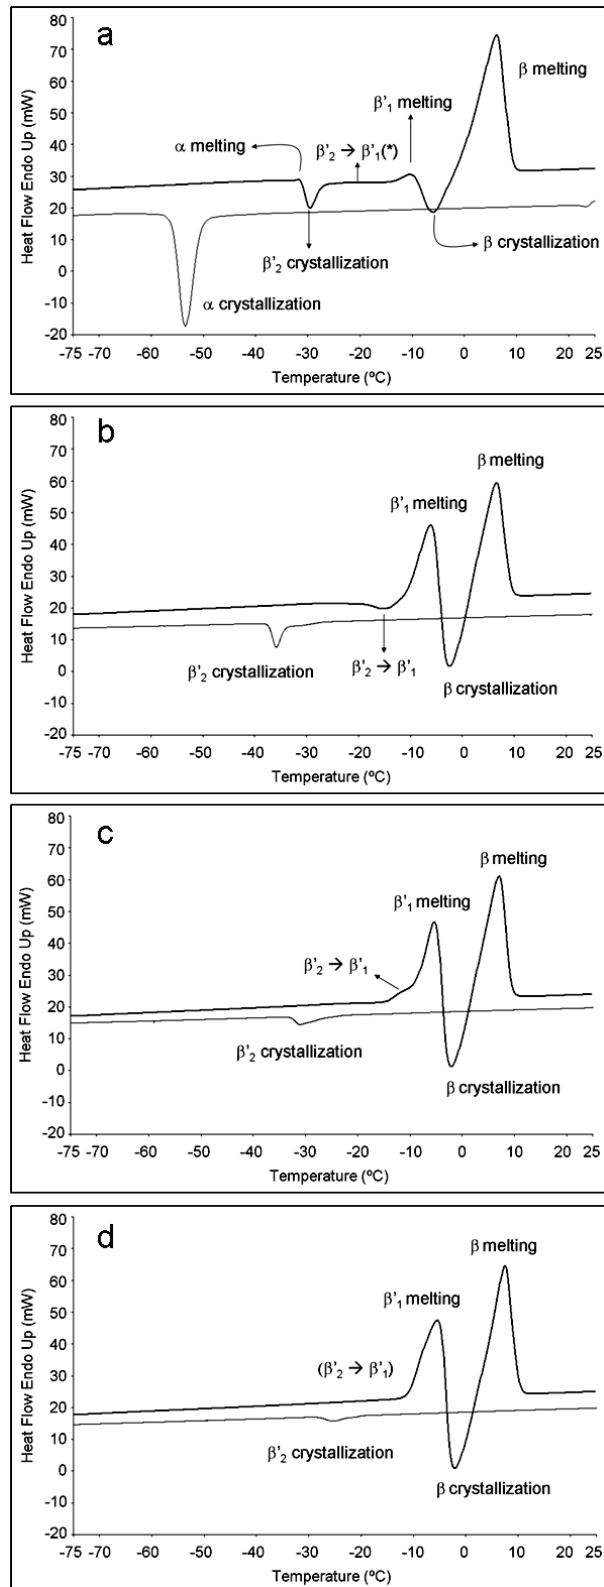 a
80
70
60
50
40
30
20
10
0
-10
-20
Heat Flow Endo Up (mW)
β melting
β'1 melting
α melting
β'2 → β'1(*)
β'2 crystallization
β crystallization
α crystallization
-75 -70 -60 -50 -40 -30 -20 -10 0 10 25
Temperature (ºC)
b
80
70
60
50
40
30
20
10
0
-10
-20
Heat Flow Endo Up (mW)
β melting
β'1 melting
β'2 crystallization
β'2 → β'1
β crystallization
-75 -70 -60 -50 -40 -30 -20 -10 0 10 25
Temperature (ºC)
c
80
70
60
50
40
30
20
10
0
-10
-20
Heat Flow Endo Up (mW)
β melting
β'1 melting
β'2 → β'1
β'2 crystallization
β crystallization
-75 -70 -60 -50 -40 -30 -20 -10 0 10 25
Temperature (ºC)
d
80
70
60
50
40
30
20
10
0
-10
-20
Heat Flow Endo Up (mW)
β melting
β'1 melting
(β'2 → β'1)
β'2 crystallization
β crystallization
-75 -70 -60 -50 -40 -30 -20 -10 0 10 25
Temperature (ºC)